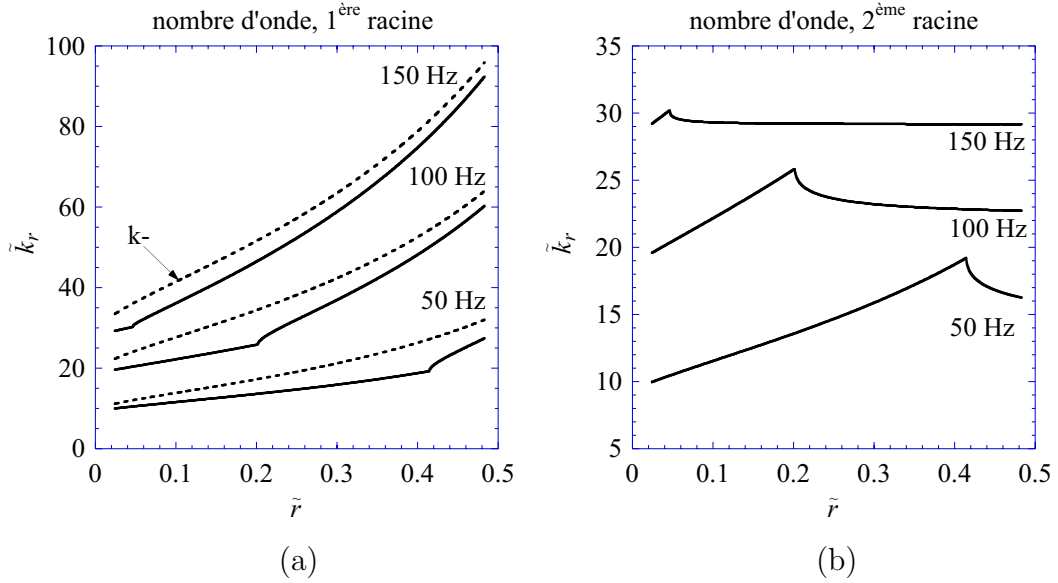 nombre d'onde, 1ère racine
100
80
60
40
20
0
k̃r
150 Hz
100 Hz
50 Hz
k-
0 0.1 0.2 0.3 0.4 0.5
r̃
(a)
nombre d'onde, 2ème racine
35
30
25
20
15
10
5
k̃r
150 Hz
100 Hz
50 Hz
0 0.1 0.2 0.3 0.4 0.5
r̃
(b)